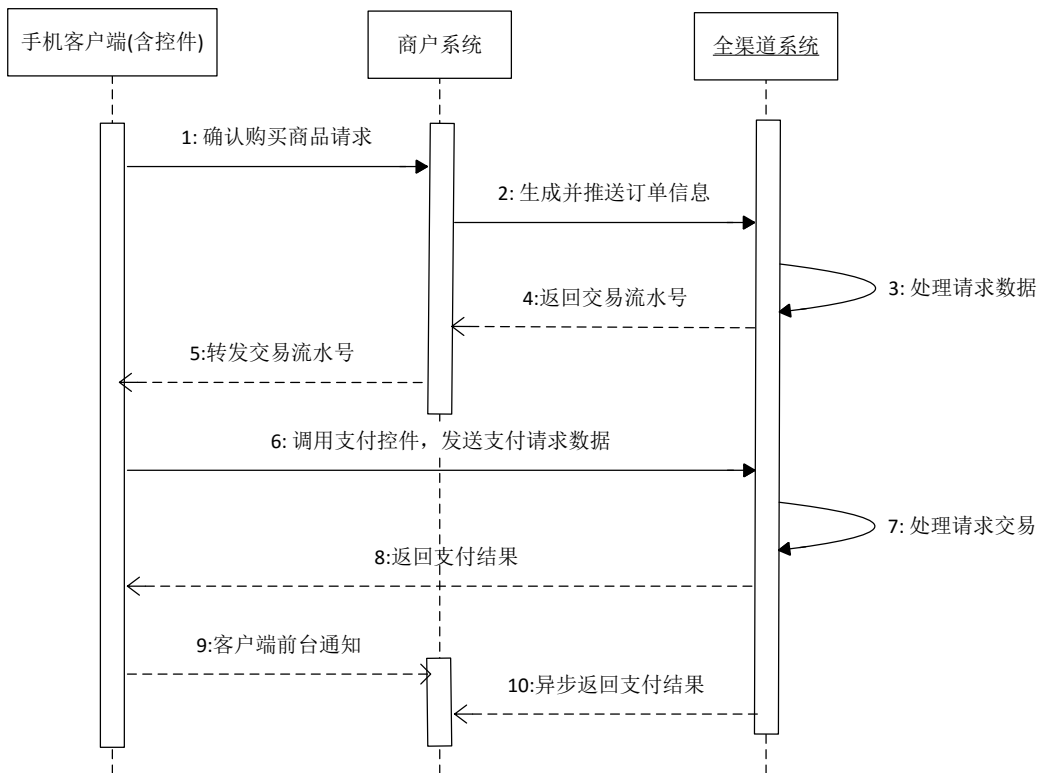 手机客户端(含控件)
商户系统
全渠道系统
1: 确认购买商品请求
2: 生成并推送订单信息
3: 处理请求数据
4:返回交易流水号
5:转发交易流水号
6: 调用支付控件，发送支付请求数据
7: 处理请求交易
8:返回支付结果
9:客户端前台通知
10:异步返回支付结果